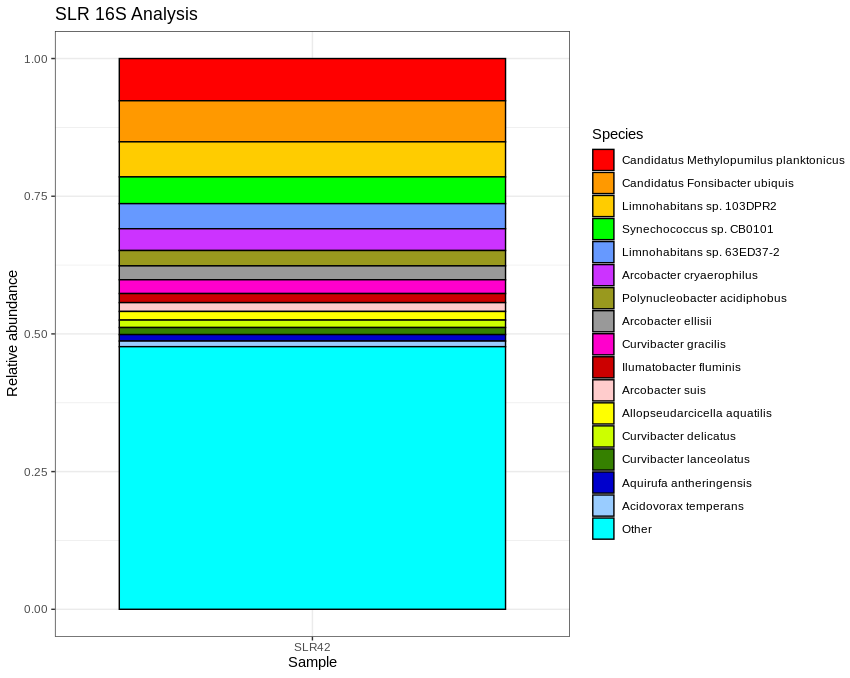 SLR 16S Analysis
1.00
0.75
0.50
0.25
0.00
Relative abundance
SLR42
Sample
Species
Candidatus Methylopumilus planktonicus
Candidatus Fonsibacter ubiquis
Limnohabitans sp. 103DPR2
Synechococcus sp. CB0101
Limnohabitans sp. 63ED37-2
Arcobacter cryaerophilus
Polynucleobacter acidiphobus
Arcobacter ellisii
Curvibacter gracilis
Ilumatobacter fluminis
Arcobacter suis
Allopseudarcicella aquatilis
Curvibacter delicatus
Curvibacter lanceolatus
Aquirufa antheringensis
Acidovorax temperans
Other